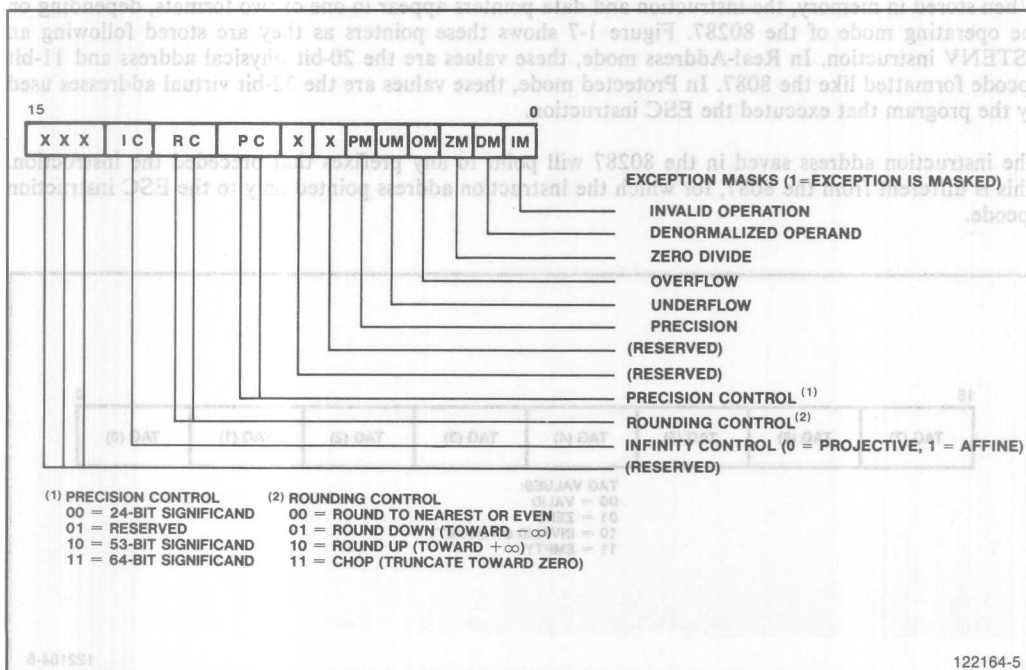 15 0
X X X IC RC PC X X PM UM OM ZM DM IM
EXCEPTION MASKS (1=EXCEPTION IS MASKED)
INVALID OPERATION
DENORMALIZED OPERAND
ZERO DIVIDE
OVERFLOW
UNDERFLOW
PRECISION
(RESERVED)
(RESERVED)
PRECISION CONTROL (1)
ROUNDING CONTROL(2)
INFINITY CONTROL (0 = PROJECTIVE, 1 = AFFINE)
(RESERVED)
(1) PRECISION CONTROL
00 = 24-BIT SIGNIFICAND
01 = RESERVED
10 = 53-BIT SIGNIFICAND
11 = 64-BIT SIGNIFICAND
(2) ROUNDING CONTROL
00 = ROUND TO NEAREST OR EVEN
01 = ROUND DOWN (TOWARD −∞)
10 = ROUND UP (TOWARD +∞)
11 = CHOP (TRUNCATE TOWARD ZERO)
122164-5